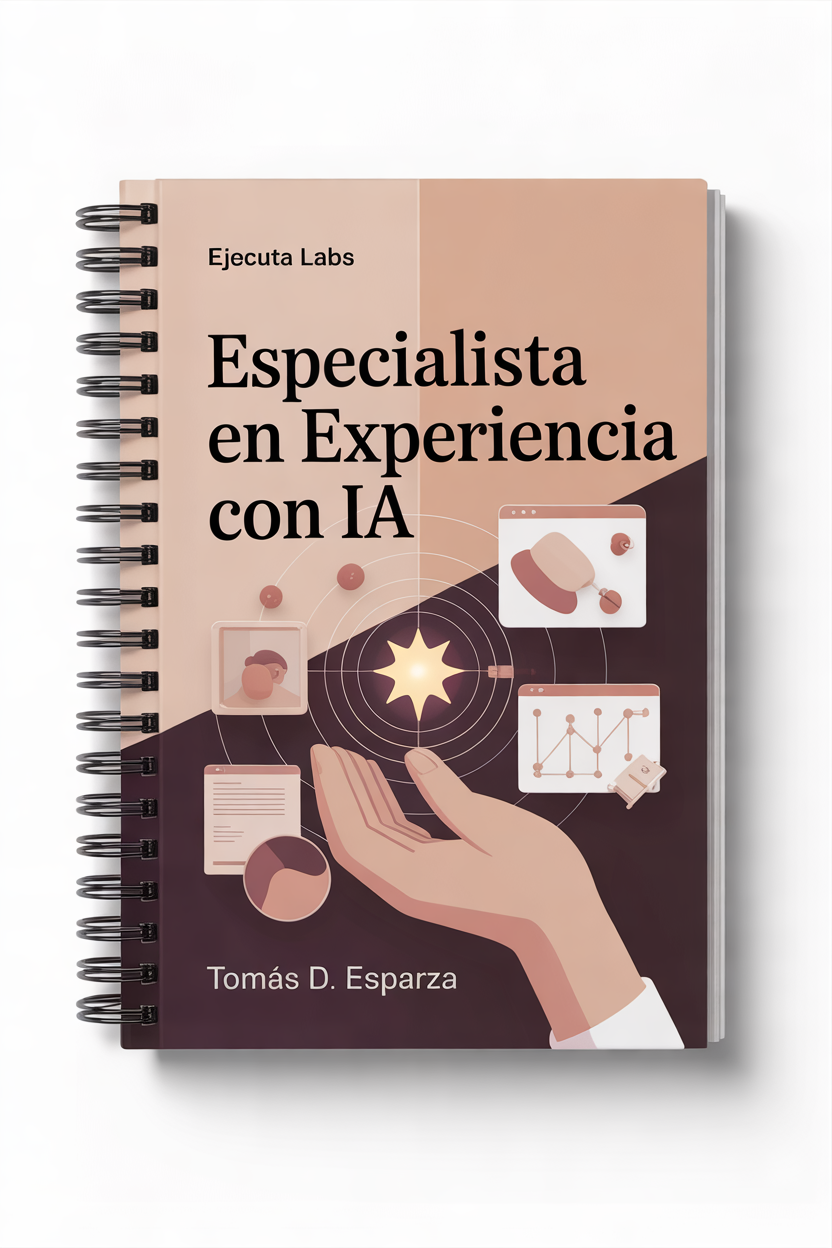 Ejecuta Labs
Especialista
en Experiencia
con IA
Tomás D. Esparza